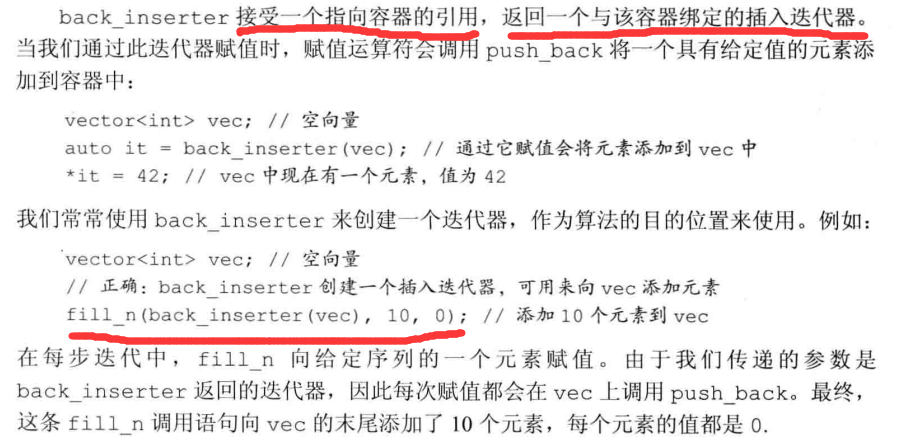 back_inserter 接受一个指向容器的引用，返回一个与该容器绑定的插入迭代器。
当我们通过此迭代器赋值时，赋值运算符会调用 push_back 将一个具有给定值的元素添
加到容器中：
vector<int> vec; // 空向量
auto it = back_inserter(vec); // 通过它赋值会将元素添加到 vec 中
*it = 42; // vec 中现在有一个元素，值为 42
我们常常使用 back_inserter 来创建一个迭代器，作为算法的目的位置来使用。例如：
vector<int> vec; // 空向量
// 正确：back_inserter 创建一个插入迭代器，可用来向 vec 添加元素
fill_n(back_inserter(vec), 10, 0); // 添加 10 个元素到 vec
在每步迭代中，fill_n 向给定序列的一个元素赋值。由于我们传递的参数是
back_inserter 返回的迭代器，因此每次赋值都会在 vec 上调用 push_back。最终，
这条 fill_n 调用语句向 vec 的末尾添加了 10 个元素，每个元素的值都是 0.